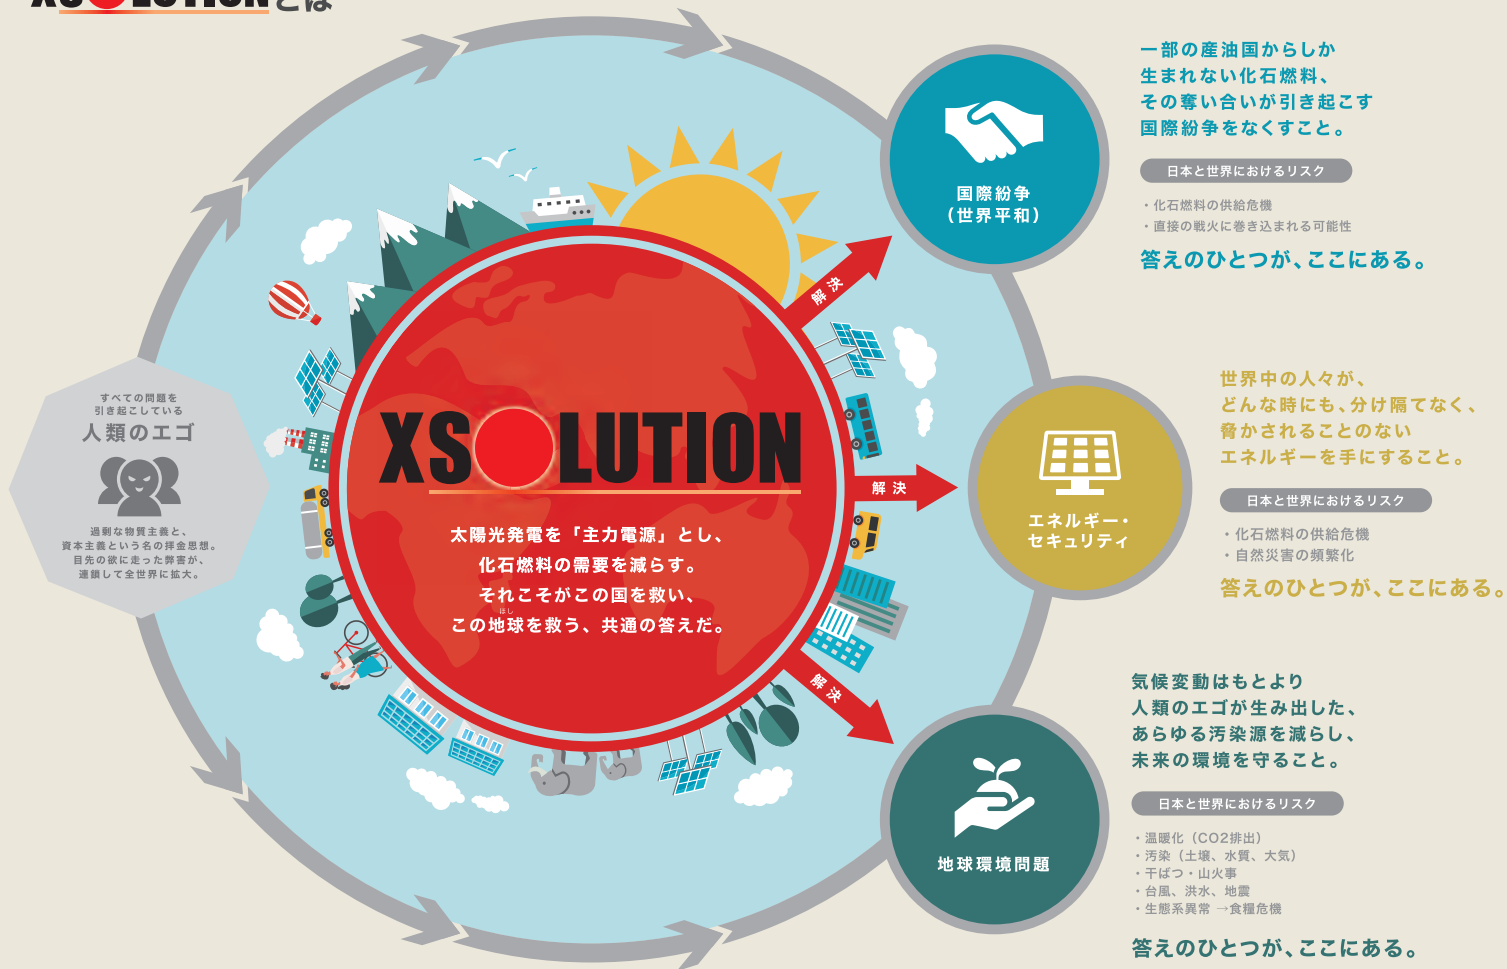 XSOLUTIONとは
すべての問題を
引き起こしている
人類のエゴ
過剰な物質主義と、
資本主義という名の拝金思想。
目先の欲に走った弊害が、
連鎖して全世界に拡大。
XSOLUTION
太陽光発電を「主力電源」とし、
化石燃料の需要を減らす。
それこそがこの国を救い、
ほし
この地球を救う、共通の答えだ。
解決
解決
解決
国際紛争
(世界平和)
一部の産油国からしか
生まれない化石燃料、
その奪い合いが引き起こす
国際紛争をなくすこと。
日本と世界におけるリスク
・化石燃料の供給危機
・直接の戦火に巻き込まれる可能性
答えのひとつが、ここにある。
エネルギー・
セキュリティ
世界中の人々が、
どんな時にも、分け隔てなく、
脅かされることのない
エネルギーを手にすること。
日本と世界におけるリスク
・化石燃料の供給危機
・自然災害の頻繁化
答えのひとつが、ここにある。
地球環境問題
気候変動はもとより
人類のエゴが生み出した、
あらゆる汚染源を減らし、
未来の環境を守ること。
日本と世界におけるリスク
・温暖化(CO2排出)
・汚染(土壌、水質、大気)
・干ばつ・山火事
・台風、洪水、地震
・生態系異常 →食糧危機
答えのひとつが、ここにある。